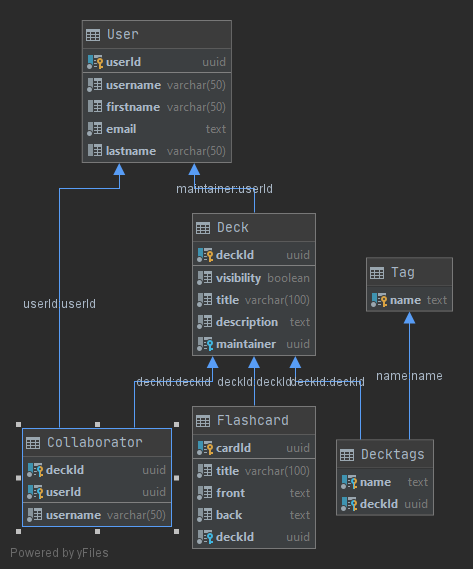 User
userId uuid
username varchar(50)
firstname varchar(50)
email text
lastname varchar(50)
maintainer:userId
Deck
deckId uuid
visibility boolean
title varchar(100)
description text
maintainer uuid
Tag
name text
userId userId
deckId:deckId
deckId deckId
deckId:deckId
name name
Collaborator
deckId uuid
userId uuid
username varchar(50)
Flashcard
cardId uuid
title varchar(100)
front text
back text
deckId uuid
Decktags
name text
deckId uuid
Powered by yFiles